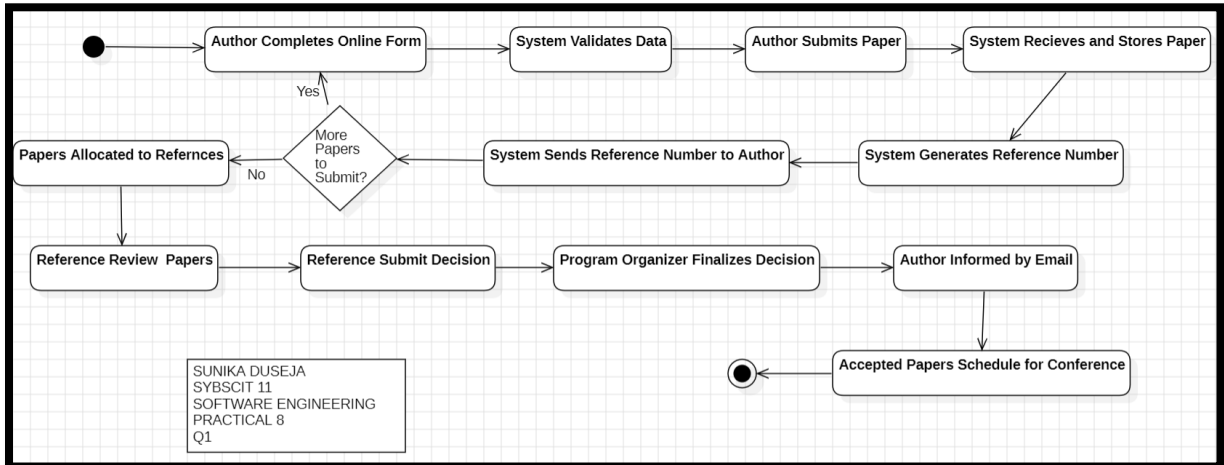 Author Completes Online Form
System Validates Data
Author Submits Paper
System Recieves and Stores Paper
Yes
More
Papers
to
Submit?
No
Papers Allocated to Refernces
System Sends Reference Number to Author
System Generates Reference Number
Reference Review  Papers
Reference Submit Decision
Program Organizer Finalizes Decision
Author Informed by Email
Accepted Papers Schedule for Conference
SUNIKA DUSEJA
SYBSCIT 11
SOFTWARE ENGINEERING
PRACTICAL 8
Q1